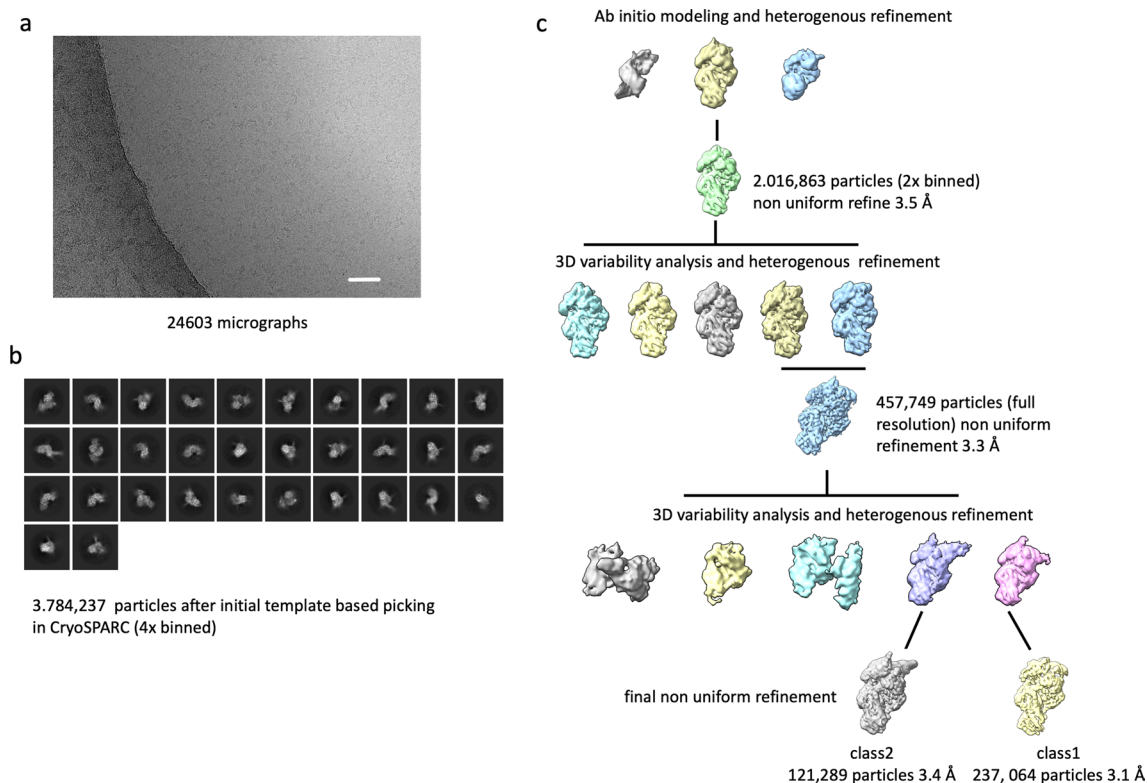 a
24603 micrographs
b
3.784,237 particles after initial template based picking
in CryoSPARC (4x binned)
c
Ab initio modeling and heterogenous refinement
2.016,863 particles (2x binned)
non uniform refine 3.5 Å
3D variability analysis and heterogenous refinement
457,749 particles (full
resolution) non uniform
refinement 3.3 Å
3D variability analysis and heterogenous refinement
final non uniform refinement
class2
121,289 particles 3.4 Å
class1
237, 064 particles 3.1 Å